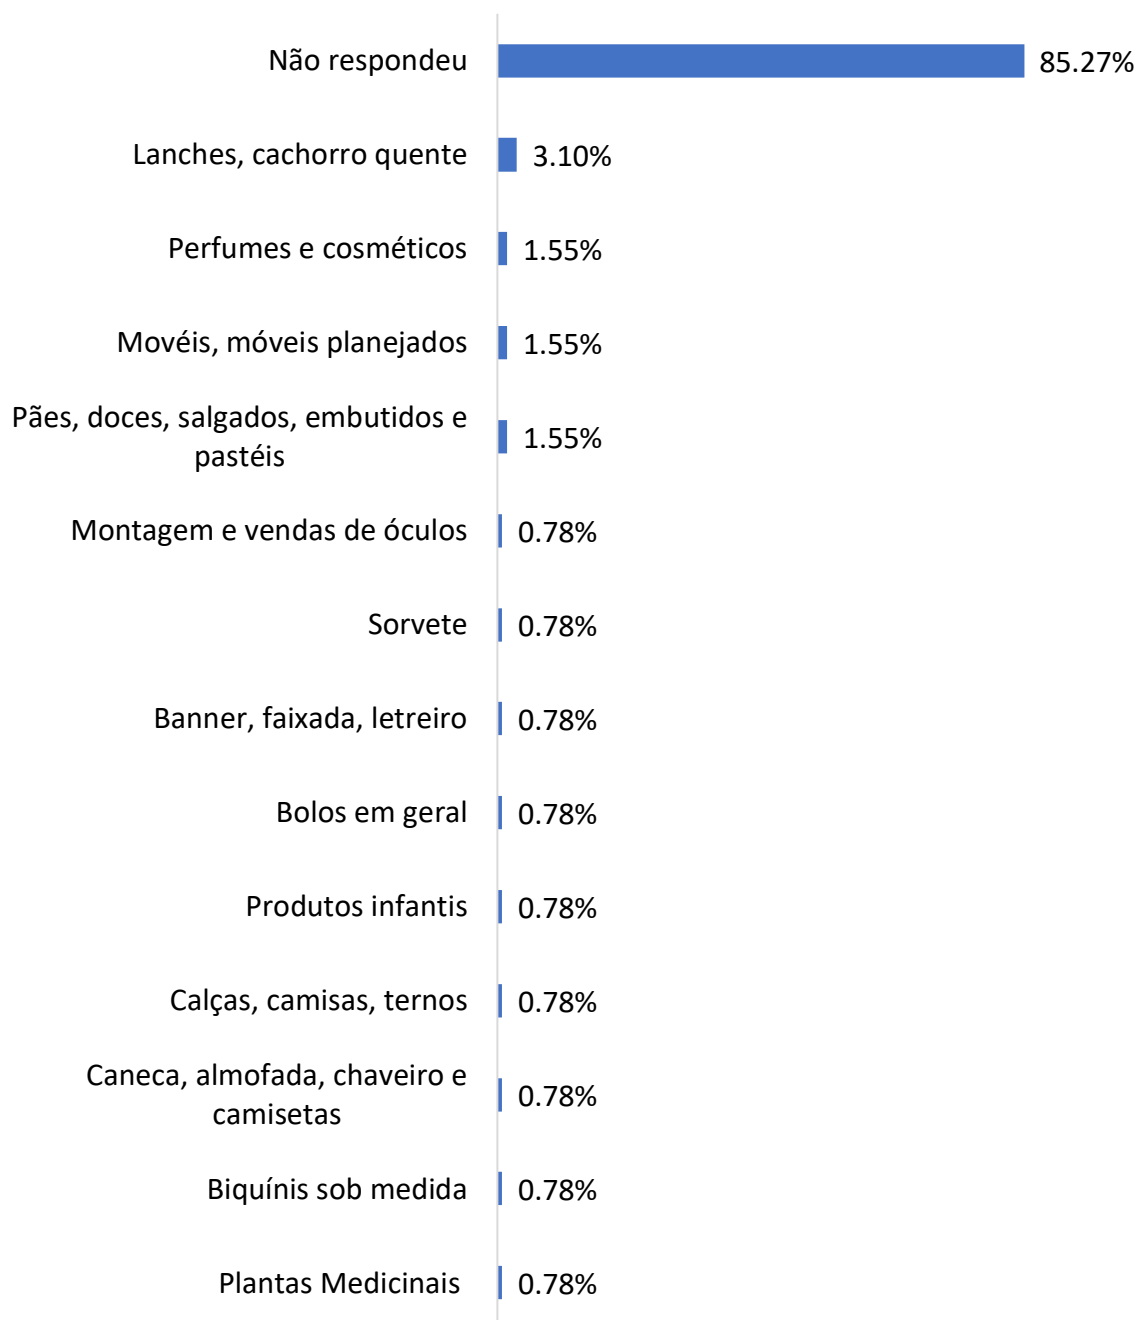 Não respondeu 85.27%
Lanches, cachorro quente 3.10%
Perfumes e cosméticos 1.55%
Movéis, móveis planejados 1.55%
Pães, doces, salgados, embutidos e
pastéis 1.55%
Montagem e vendas de óculos 0.78%
Sorvete 0.78%
Banner, faixada, letreiro 0.78%
Bolos em geral 0.78%
Produtos infantis 0.78%
Calças, camisas, ternos 0.78%
Caneca, almofada, chaveiro e
camisetas 0.78%
Biquínis sob medida 0.78%
Plantas Medicinais 0.78%